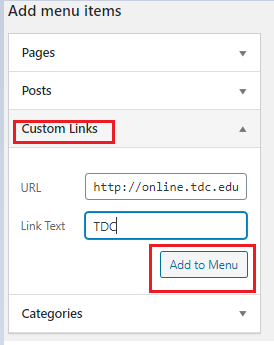 Add menu items
Pages
Posts
Custom Links
URL http://online.tdc.edu
Link Text TDC
Add to Menu
Categories